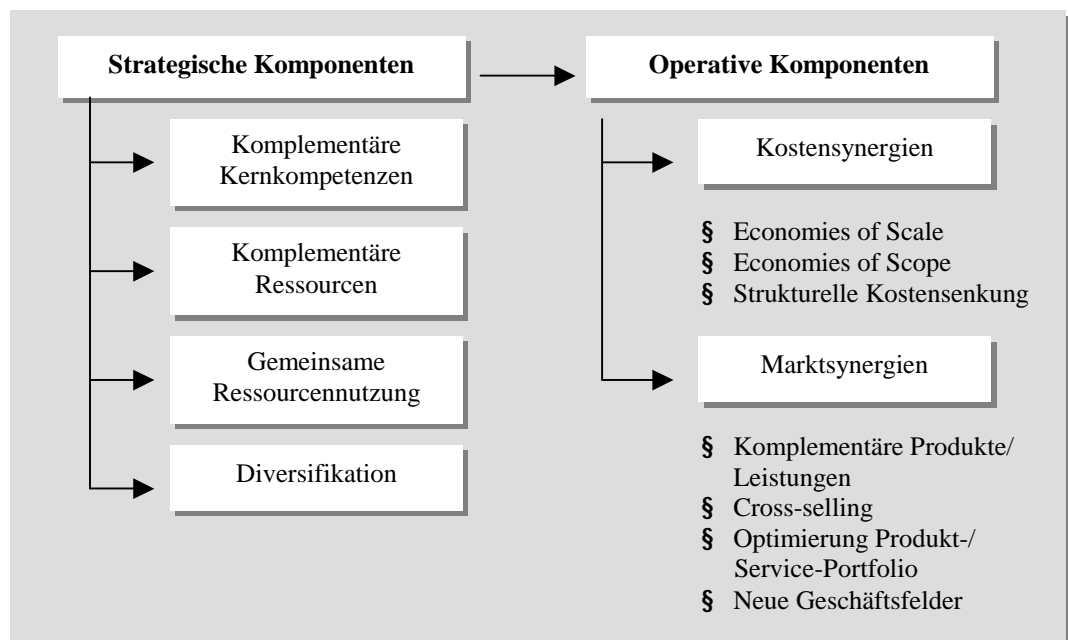 Strategische Komponenten
Komplementäre
Kernkompetenzen
Komplementäre
Ressourcen
Gemeinsame
Ressourcennutzung
Diversifikation
Operative Komponenten
Kostensynergien
§ Economies of Scale
§ Economies of Scope
§ Strukturelle Kostensenkung
Marktsynergien
§ Komplementäre Produkte/
Leistungen
§ Cross-selling
§ Optimierung Produkt-/
Service-Portfolio
§ Neue Geschäftsfelder